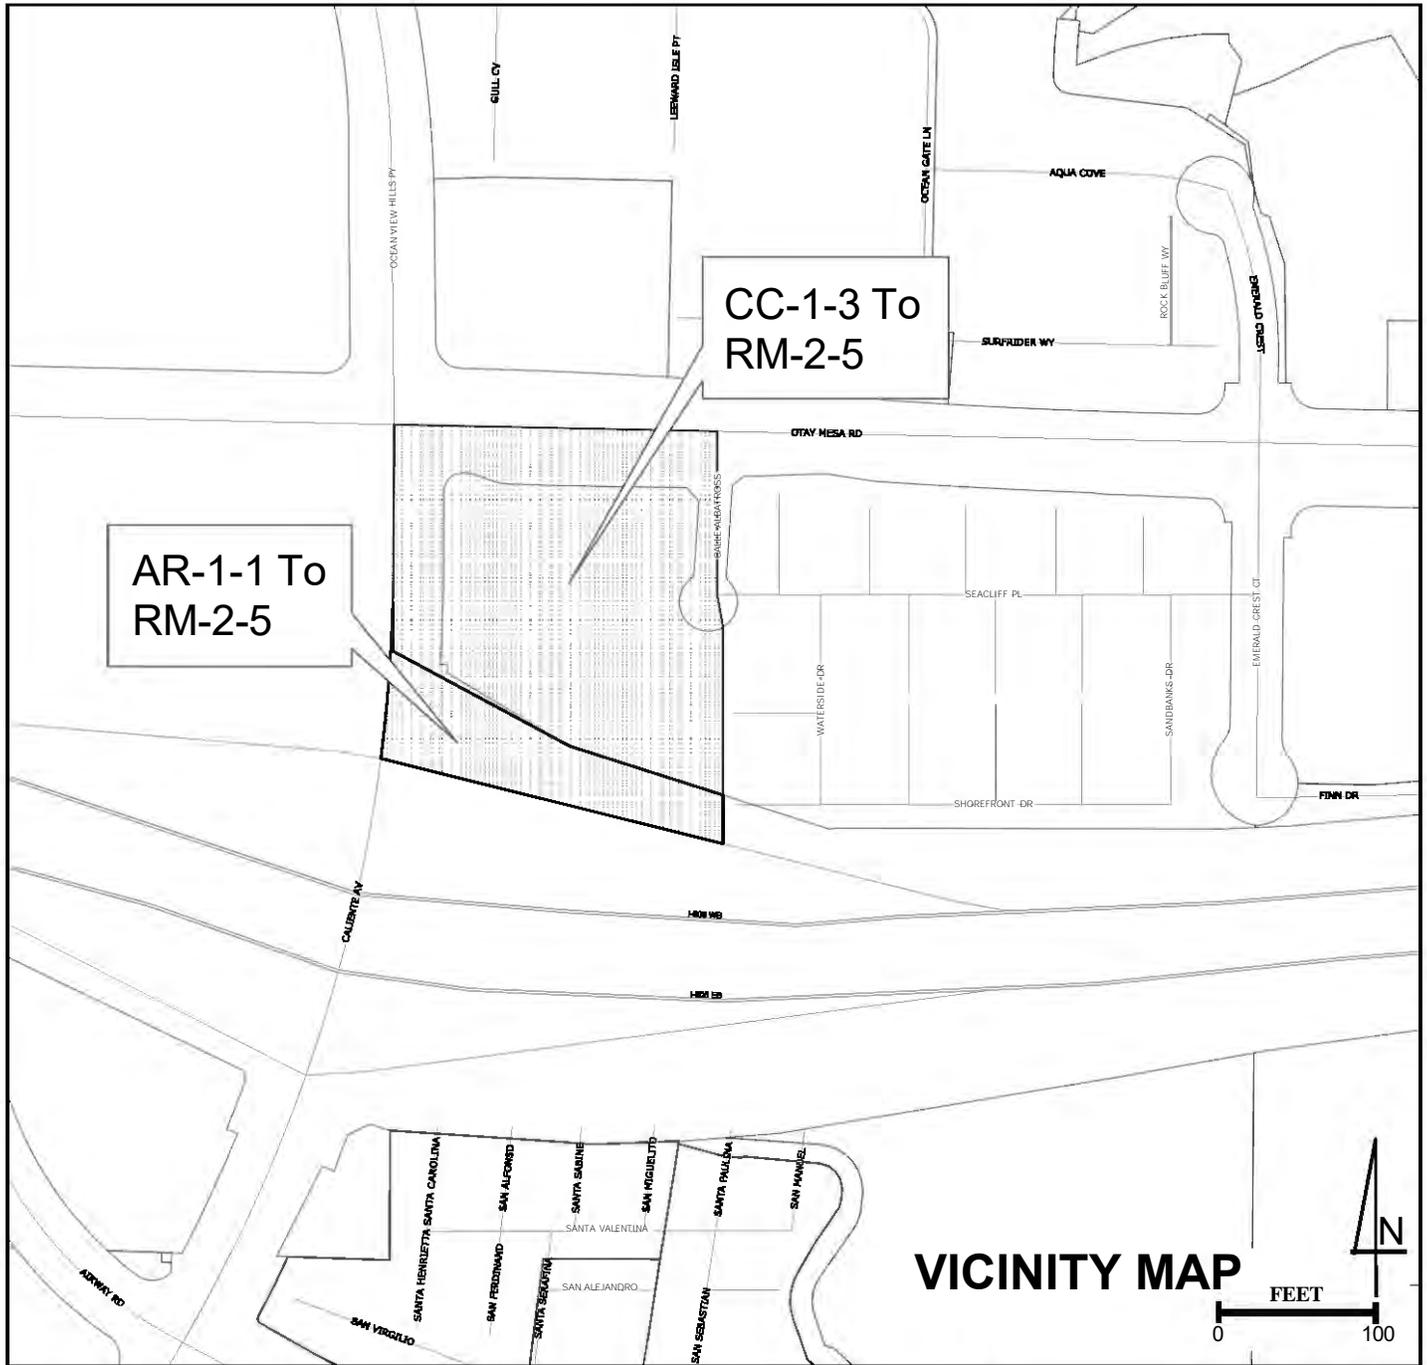 GULL CV
LEEWARD ISLE PT
OCEAN VIEW HILLS PY
OCEAN GATE LN
AQUA COVE
ROCK BLUFF WY
EMERALD CREST
CC-1-3 To
RM-2-5
SURFRIDER WY
OTAY MESA RD
CALLE ALBATROSS
AR-1-1 To
RM-2-5
SEACLIFF PL
EMERALD CREST CT
WATERSIDE DR
SANDBANKS DR
SHOREFRONT DR
FINN DR
CALIENTE AV
WB
EB
SANTA HENRIETTA SANTA CAROLINA
SAN ALFONSO
SANTA SABINE
SAN MIGUELITO
SANTA PAULINA
SAN MANUEL
SANTA VALENTINA
SAN FERDINAND
SANTA SERAFINA
SAN ALEJANDRO
SAN SEBASTIAN
SAN VIRGILIO
AIRWAY RD
VICINITY MAP
N
FEET
0 100